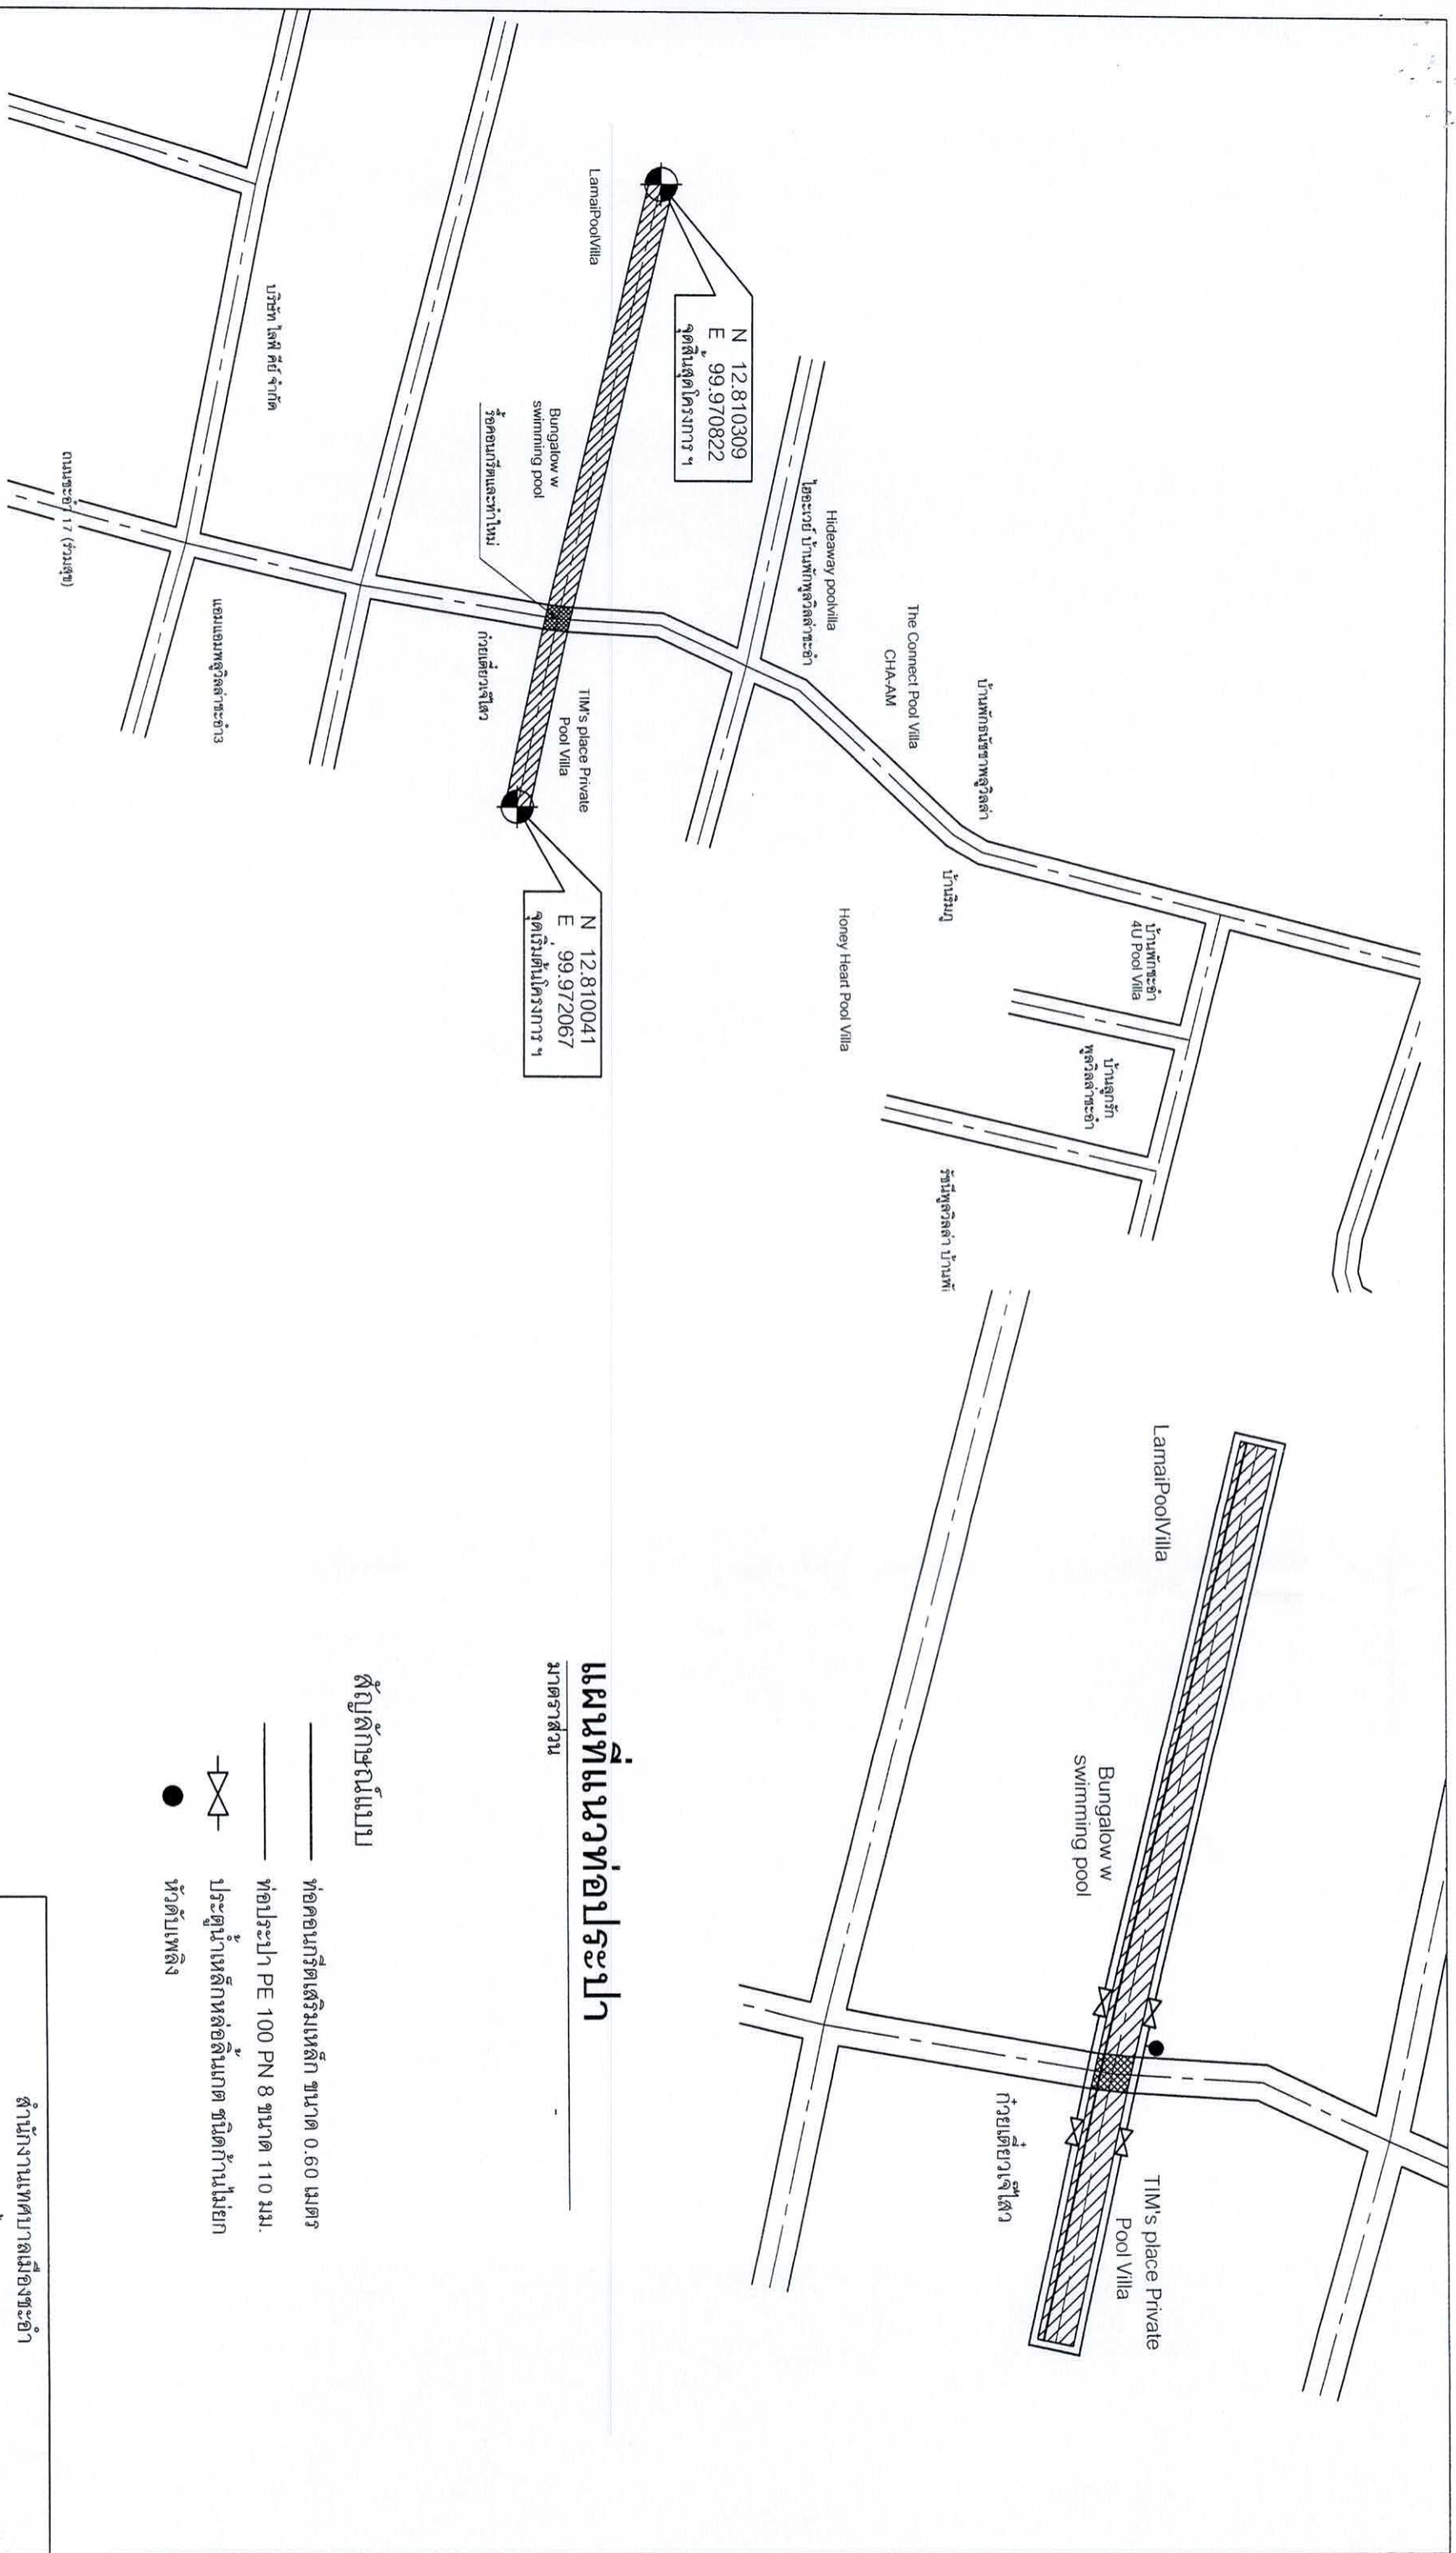 บ้านพักธนัชชาพลูวิลล่า
The Connect Pool Villa
CHA-AM
Hideaway poolvilla
ไฮอะเวย์ บ้านพักพูลวิลล่าชะอำ
N 12.810309
E 99.970822
จุดสิ้นสุดโครงการ ฯ
LamaiPoolVilla
Bungalow w
swimming pool
รื้อคอนกรีตและทำใหม่
TIM's place Private
Pool Villa
ก๋วยเตี๋ยวเจ๊ไสว
N 12.810041
E 99.972067
จุดเริ่มต้นโครงการ ฯ
บ้านพักชะอำ
4U Pool Villa
บ้านลูกรัก
พูลวิลล่าชะอำ
บ้านริมภู
Honey Heart Pool Villa
รัชนีพูลวิลล่า บ้านพั
บริษัท ไลฟ์ คีย์ จำกัด
แอมแอมพลูวิลล่าชะอำ3
ถนนชะอำ 17 (ร่วมสุข)
LamaiPoolVilla
Bungalow w
swimming pool
TIM's place Private
Pool Villa
ก๋วยเตี๋ยวเจ๊ไสว
แผนที่แนวท่อประปา
มาตราส่วน -
สัญลักษณ์แบบ
ท่อคอนกรีตเสริมเหล็ก ขนาด 0.60 เมตร
ท่อประปา PE 100 PN 8 ขนาด 110 มม.
ประตูน้ำเหล็กหล่อลิ้นเกต ชนิดก้านไม่ยก
หัวดับเพลิง
สำนักงานเทศบาลเมืองชะอำ